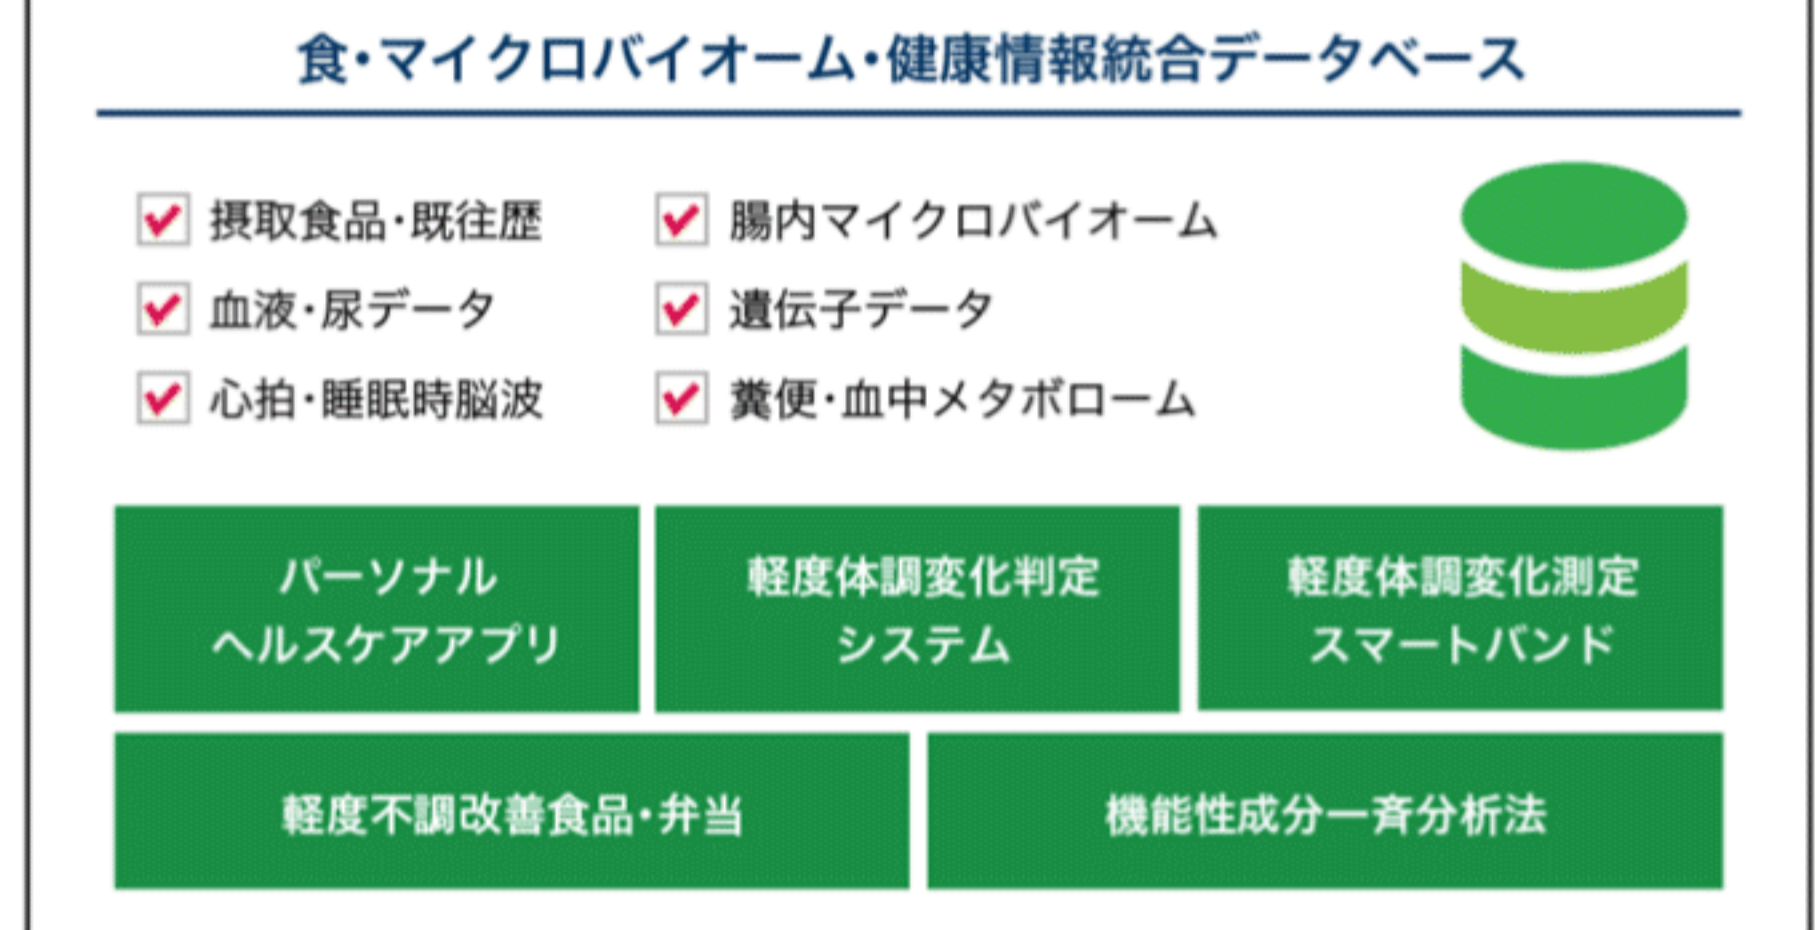 食・マイクロバイオーム・健康情報統合データベース
摂取食品・既往歴
腸内マイクロバイオーム
血液・尿データ
遺伝子データ
心拍・睡眠時脳波
糞便・血中メタボローム
パーソナル
ヘルスケアアプリ
軽度体調変化判定
システム
軽度体調変化測定
スマートバンド
軽度不調改善食品・弁当
機能性成分一斉分析法